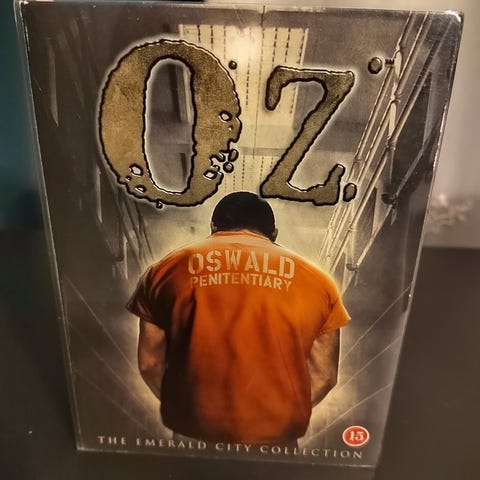 OZ.
OSWALD
PENITENTIARY
THE EMERALD CITY COLLECTION
15